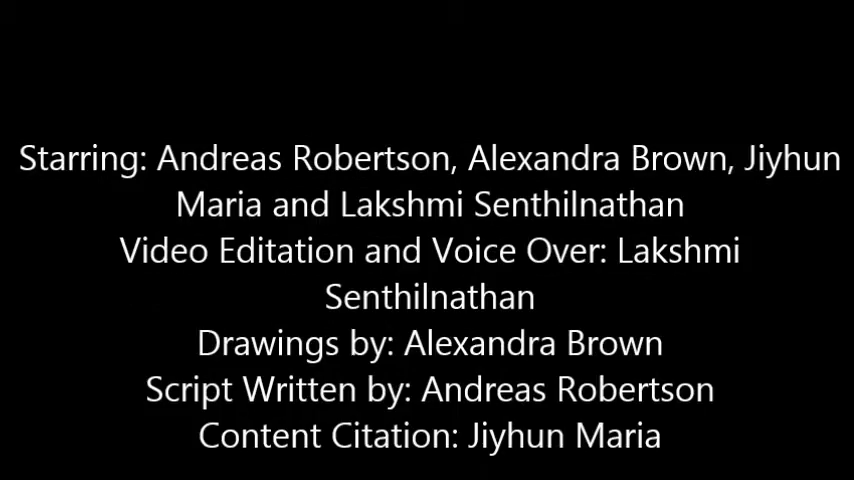 Starring: Andreas Robertson, Alexandra Brown, Jiyhun
Maria and Lakshmi Senthilnathan
Video Editation and Voice Over: Lakshmi
Senthilnathan
Drawings by: Alexandra Brown
Script Written by: Andreas Robertson
Content Citation: Jiyhun Maria